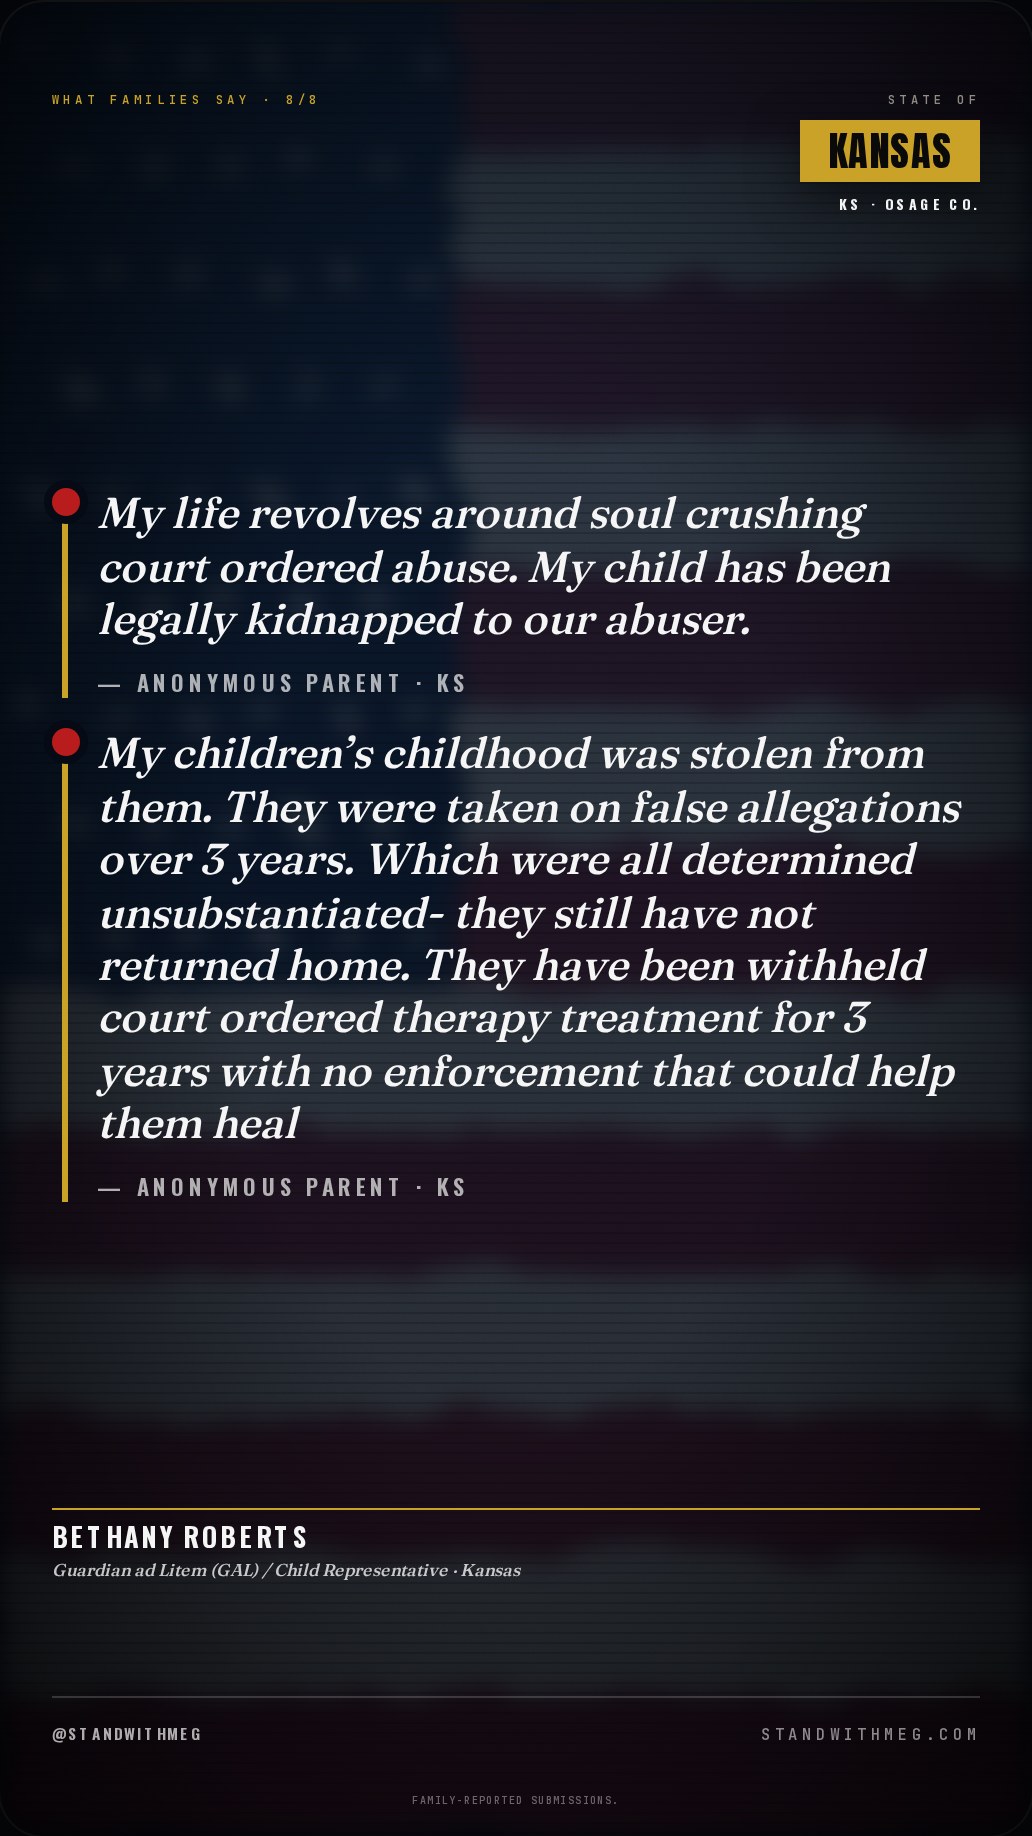 WHAT FAMILIES SAY · 8/8
STATE OF
KANSAS
KS · OSAGE CO.
My life revolves around soul crushing
court ordered abuse. My child has been
legally kidnapped to our abuser.
— ANONYMOUS PARENT · KS
My children’s childhood was stolen from
them. They were taken on false allegations
over 3 years. Which were all determined
unsubstantiated- they still have not
returned home. They have been withheld
court ordered therapy treatment for 3
years with no enforcement that could help
them heal
— ANONYMOUS PARENT · KS
BETHANY ROBERTS
Guardian ad Litem (GAL) / Child Representative · Kansas
@STANDWITHMEG
STANDWITHMEG.COM
FAMILY-REPORTED SUBMISSIONS.